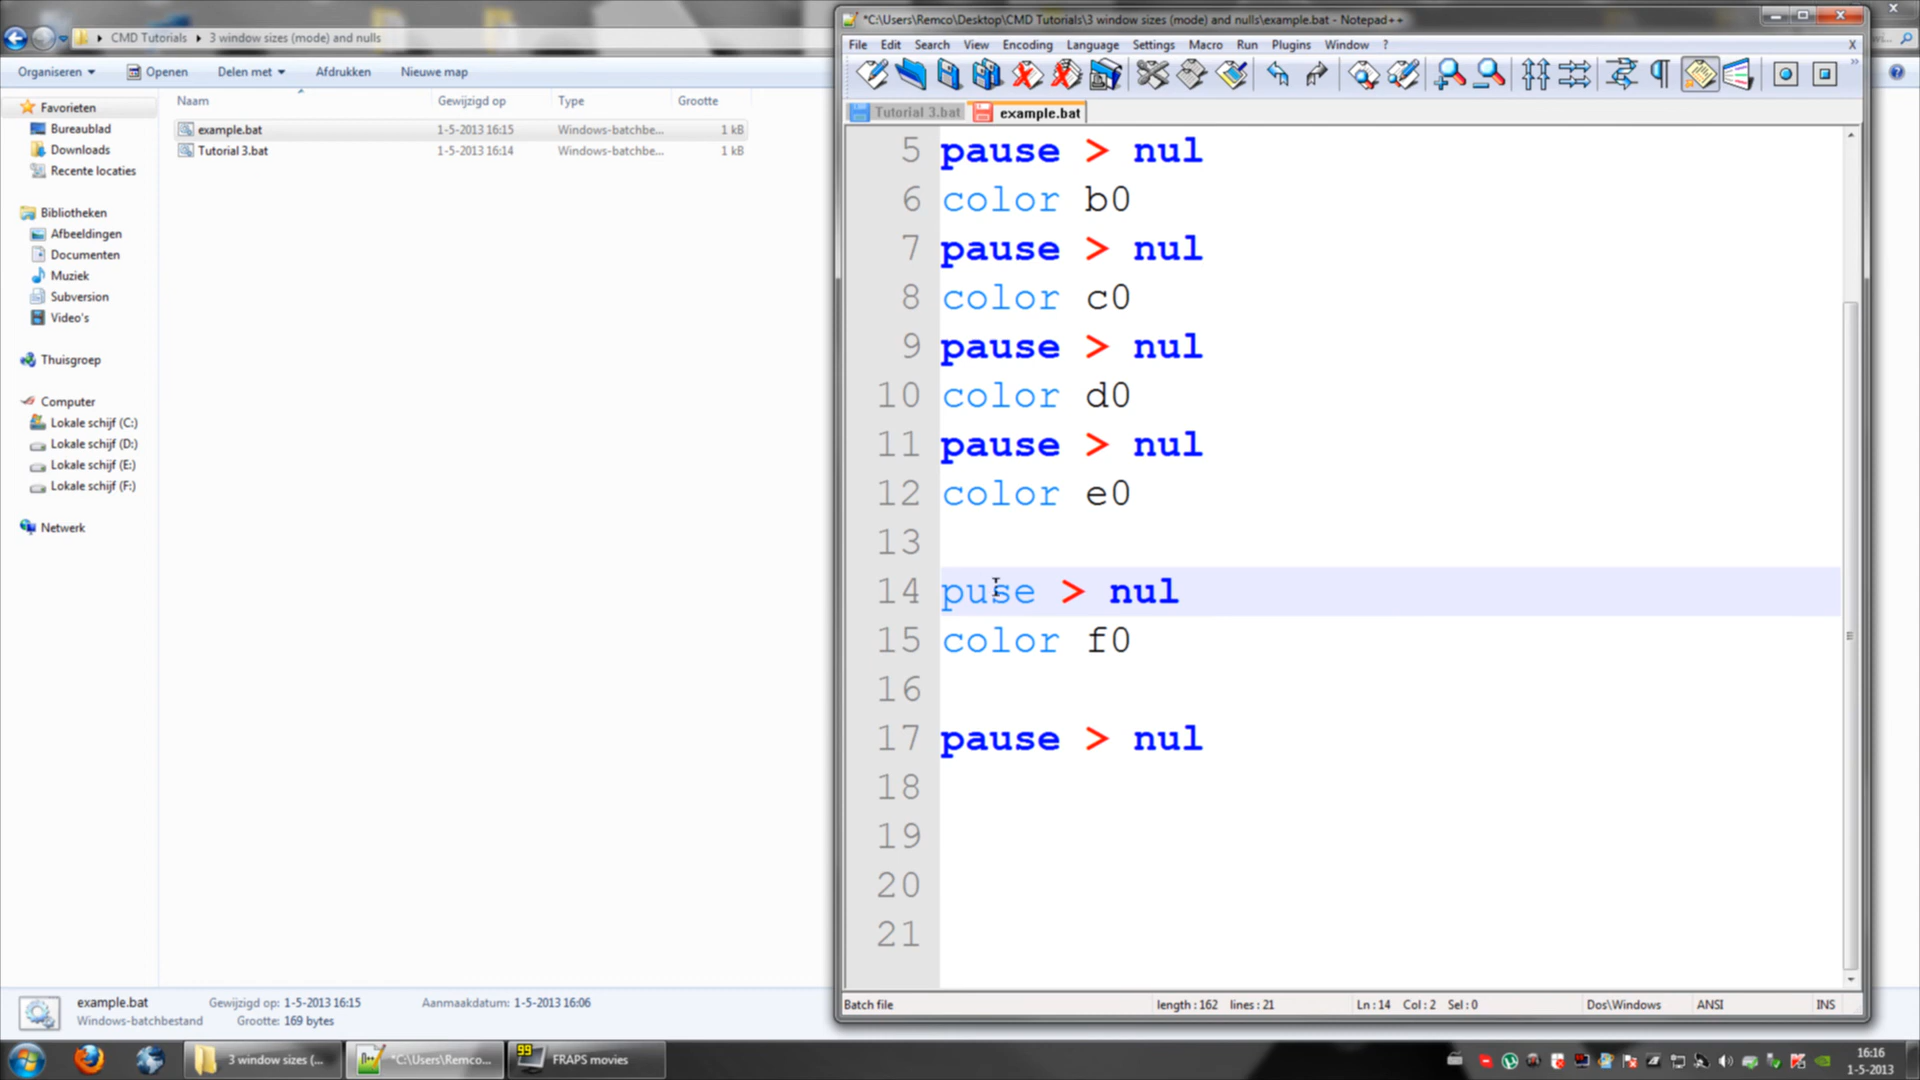 *C:\Users\Remco\Desktop\CMD Tutorials\3 window sizes (mode) and nulls\example.bat - Notepad++
CMD Tutorials 3 window sizes (mode) and nulls
File Edit Search View Encoding Language Settings Macro Run Plugins Window ? X
Organiseren Openen Delen met Afdrukken Nieuwe map
Naam Gewijzigd op Type Grootte
example.bat 1-5-2013 16:15 Windows-batchbe... 1 kB
Tutorial 3.bat 1-5-2013 16:14 Windows-batchbe... 1 kB
Favorieten
Bureaublad
Downloads
Recente locaties
Bibliotheken
Afbeeldingen
Documenten
Muziek
Subversion
Video's
Thuisgroep
Computer
Lokale schijf (C:)
Lokale schijf (D:)
Lokale schijf (E:)
Lokale schijf (F:)
Netwerk
Tutorial 3.bat example.bat
5 pause > nul
6 color b0
7 pause > nul
8 color c0
9 pause > nul
10 color d0
11 pause > nul
12 color e0
13
14 puse > nul
15 color f0
16
17 pause > nul
18
19
20
21
example.bat Gewijzigd op: 1-5-2013 16:15 Aanmaakdatum: 1-5-2013 16:06
Windows-batchbestand Grootte: 169 bytes
Batch file length : 162 lines : 21 Ln : 14 Col : 2 Sel : 0 Dos\Windows ANSI INS
3 window sizes (... *C:\Users\Remco... 99 FRAPS movies
16:16
1-5-2013